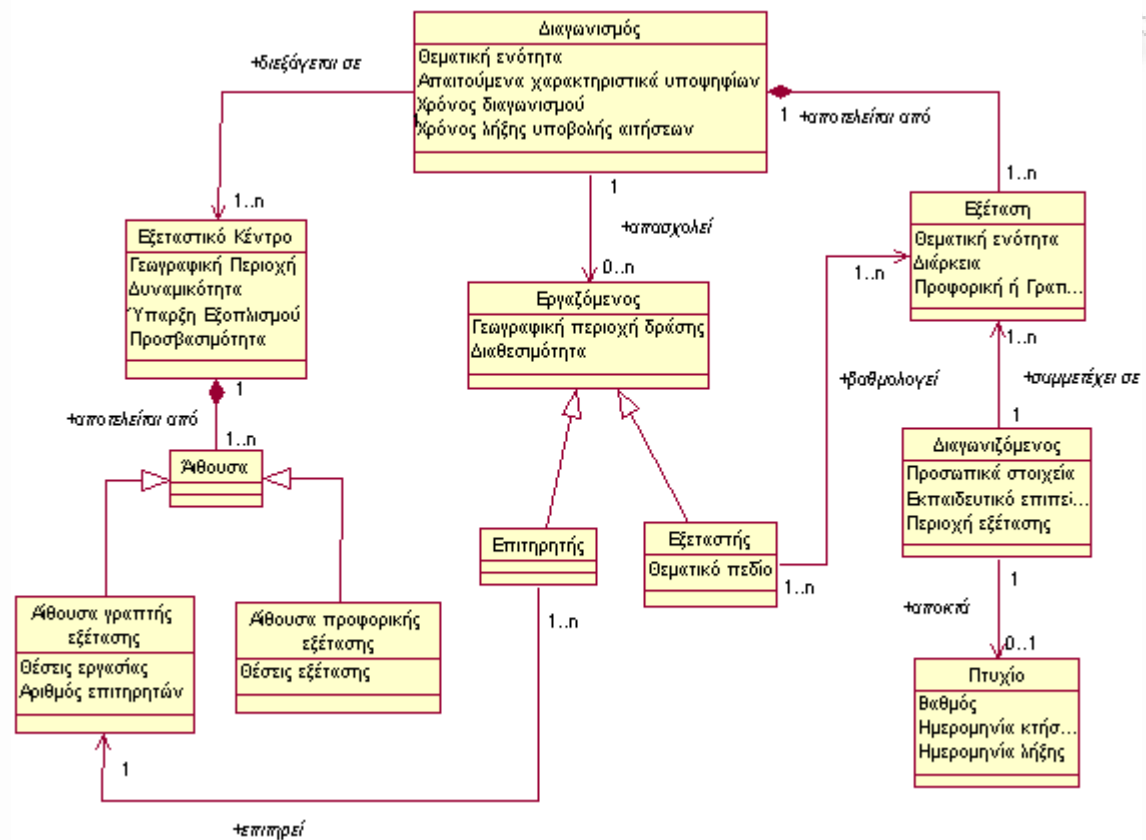 Διαγωνισμός
Θεματική ενότητα
Απαιτούμενα χαρακτηριστικά υποψηφίων
Χρόνος διαγωνισμού
Χρόνος λήξης υποβολής αιτήσεων
+διεξάγεται σε
1
+αποτελείται από
1..n
1
1..n
Εξεταστικό Κέντρο
Γεωγραφική Περιοχή
Δυναμικότητα
Ύπαρξη Εξοπλισμού
Προσβασιμότητα
+απασχολεί
0..n
Εξέταση
Θεματική ενότητα
Διάρκεια
Προφορική ή Γραπ...
1..n
Εργαζόμενος
Γεωγραφική περιοχή δράσης
Διαθεσιμότητα
1..n
1
+αποτελείται από
1..n
+βαθμολογεί
+συμμετέχει σε
1
Άιθουσα
Διαγωνιζόμενος
Προσωπικά στοιχεία
Εκπαιδευτικό επιπεί...
Περιοχή εξέτασης
Επιτηρητής
Εξεταστής
Θεματικό πεδίο
1..n
1..n
1
+αποκτά
0..1
Αίθουσα γραπτής
εξέτασης
Θέσεις εργασίας
Αριθμός επιτηρητών
Αίθουσα προφορικής
εξέτασης
Θέσεις εξέτασης
Πτυχίο
Βαθμός
Ημερομηνία κτήσ...
Ημερομηνία λήξης
1
+επιτηρεί